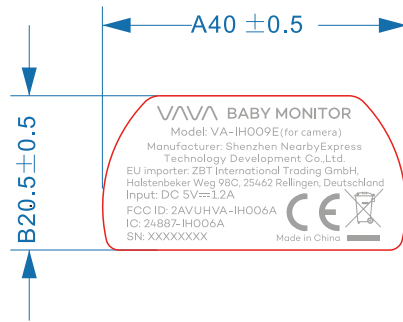 A40 ±0.5
B20.5±0.5
VAVA BABY MONITOR
Model: VA-IH009E(for camera)
Manufacturer: Shenzhen NearbyExpress
Technology Development Co.,Ltd.
EU importer: ZBT International Trading GmbH,
Halstenbeker Weg 98C, 25462 Rellingen, Deutschland
Input: DC 5V⎓1.2A
FCC ID: 2AVUHVA-IH006A
IC: 24887-IH006A
SN: XXXXXXXX
CE
Made in China